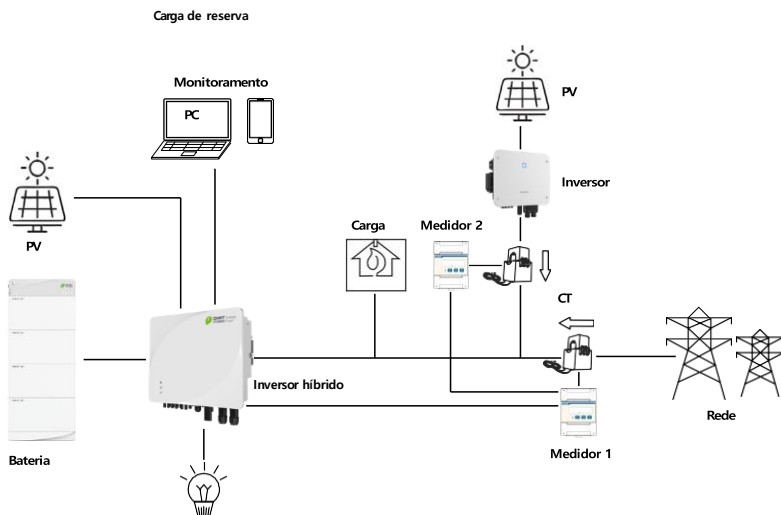 Carga de reserva
Monitoramento
PC
PV
PV
Inversor
Carga
Medidor 2
CT
Inversor híbrido
Rede
Medidor 1
Bateria